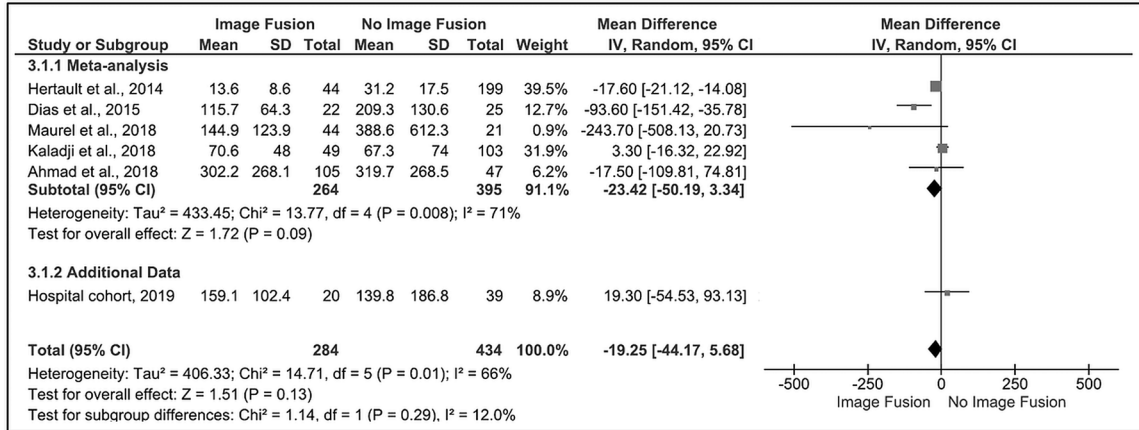 Image Fusion No Image Fusion Mean Difference Mean Difference
Study or Subgroup Mean SD Total Mean SD Total Weight IV, Random, 95% CI IV, Random, 95% CI
3.1.1 Meta-analysis
Hertault et al., 2014 13.6 8.6 44 31.2 17.5 199 39.5% -17.60 [-21.12, -14.08]
Dias et al., 2015 115.7 64.3 22 209.3 130.6 25 12.7% -93.60 [-151.42, -35.78]
Maurel et al., 2018 144.9 123.9 44 388.6 612.3 21 0.9% -243.70 [-508.13, 20.73]
Kaladji et al., 2018 70.6 48 49 67.3 74 103 31.9% 3.30 [-16.32, 22.92]
Ahmad et al., 2018 302.2 268.1 105 319.7 268.5 47 6.2% -17.50 [-109.81, 74.81]
Subtotal (95% CI) 264 395 91.1% -23.42 [-50.19, 3.34]
Heterogeneity: Tau² = 433.45; Chi² = 13.77, df = 4 (P = 0.008); I² = 71%
Test for overall effect: Z = 1.72 (P = 0.09)
3.1.2 Additional Data
Hospital cohort, 2019 159.1 102.4 20 139.8 186.8 39 8.9% 19.30 [-54.53, 93.13]
Total (95% CI) 284 434 100.0% -19.25 [-44.17, 5.68]
Heterogeneity: Tau² = 406.33; Chi² = 14.71, df = 5 (P = 0.01); I² = 66%
Test for overall effect: Z = 1.51 (P = 0.13)
Test for subgroup differences: Chi² = 1.14, df = 1 (P = 0.29), I² = 12.0%
-500 -250 0 250 500
Image Fusion No Image Fusion